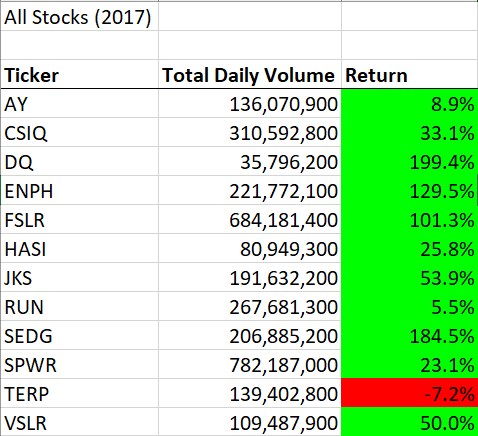 All Stocks (2017)
Ticker Total Daily Volume Return
AY 136,070,900 8.9%
CSIQ 310,592,800 33.1%
DQ 35,796,200 199.4%
ENPH 221,772,100 129.5%
FSLR 684,181,400 101.3%
HASI 80,949,300 25.8%
JKS 191,632,200 53.9%
RUN 267,681,300 5.5%
SEDG 206,885,200 184.5%
SPWR 782,187,000 23.1%
TERP 139,402,800 -7.2%
VSLR 109,487,900 50.0%